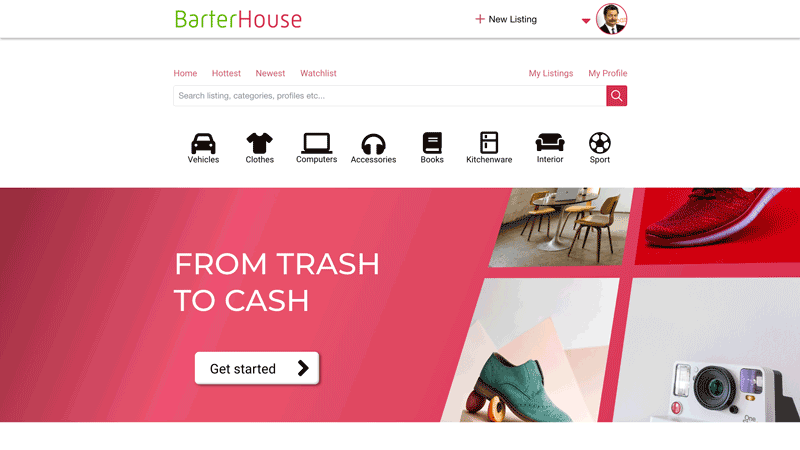 BarterHouse
New Listing
Home Hottest Newest Watchlist My Listings My Profile
Search listing, categories, profiles etc...
Vehicles Clothes Computers Accessories Books Kitchenware Interior Sport
FROM TRASH
TO CASH
Get started
One